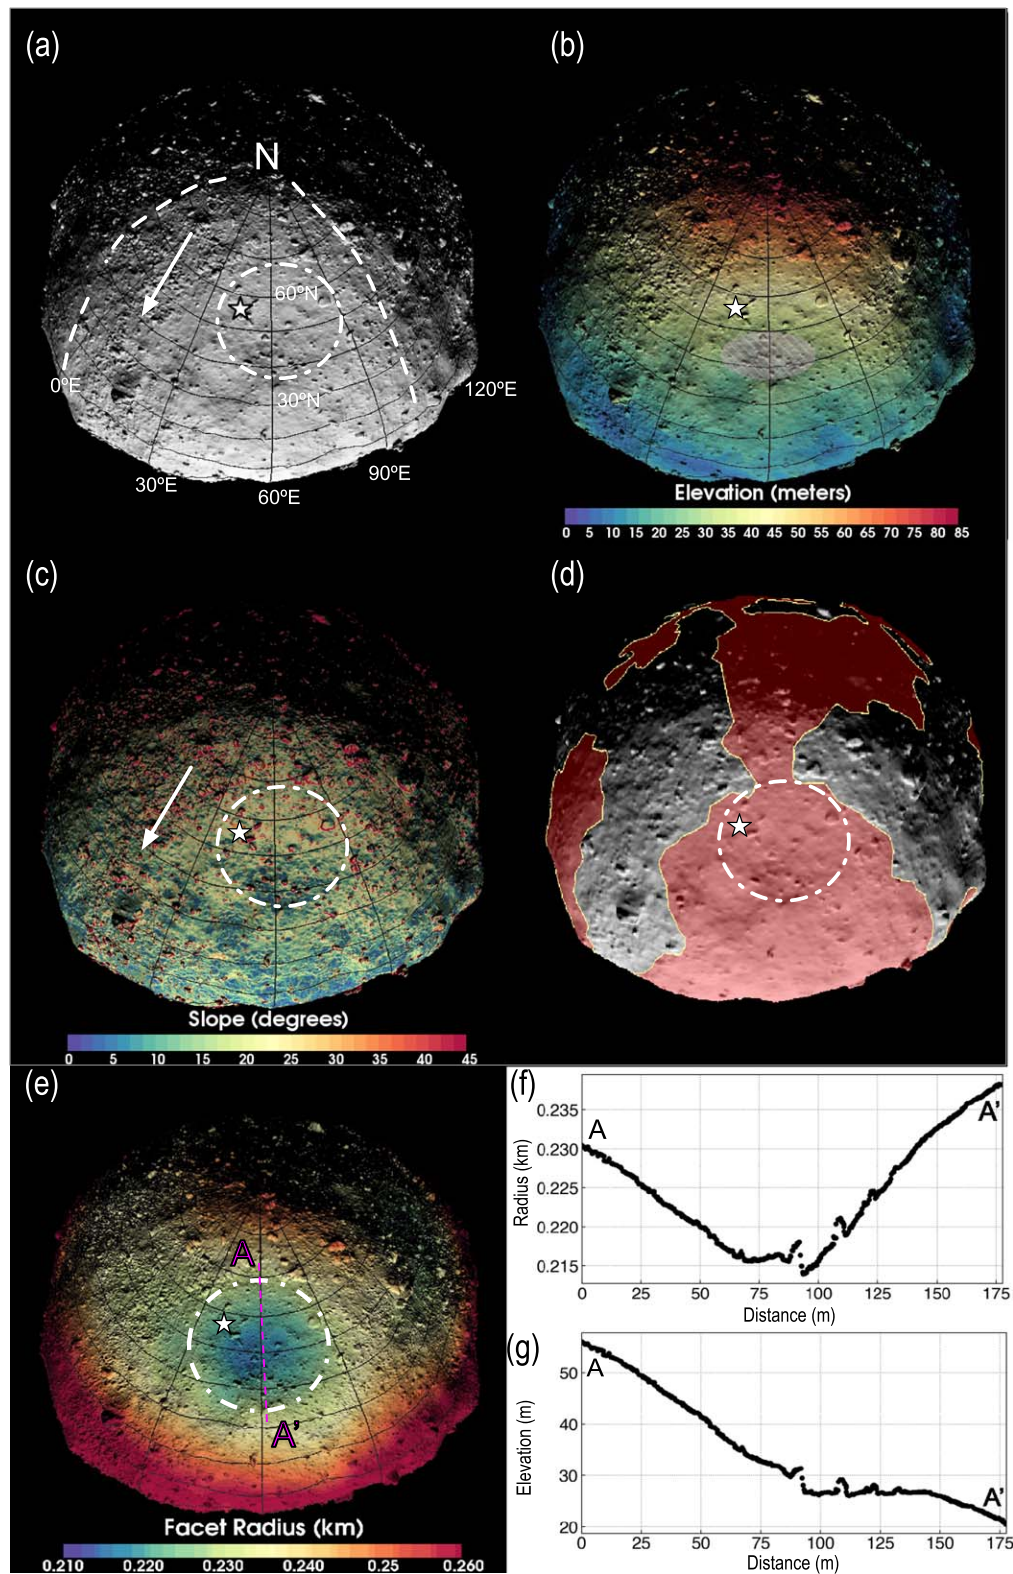 (a)
N
60ºN
0ºE
30ºN
120ºE
30ºE
60ºE
90ºE
(b)
Elevation (meters)
0 5 10 15 20 25 30 35 40 45 50 55 60 65 70 75 80 85
(c)
Slope (degrees)
0 5 10 15 20 25 30 35 40 45
(d)
(e)
A
A'
Facet Radius (km)
0.210 0.220 0.230 0.240 0.250 0.260
(f)
Radius (km)
0.235
0.230
0.225
0.220
0.215
A
A'
0 25 50 75 100 125 150 175
Distance (m)
(g)
Elevation (m)
50
40
30
20
A
A'
0 25 50 75 100 125 150 175
Distance (m)